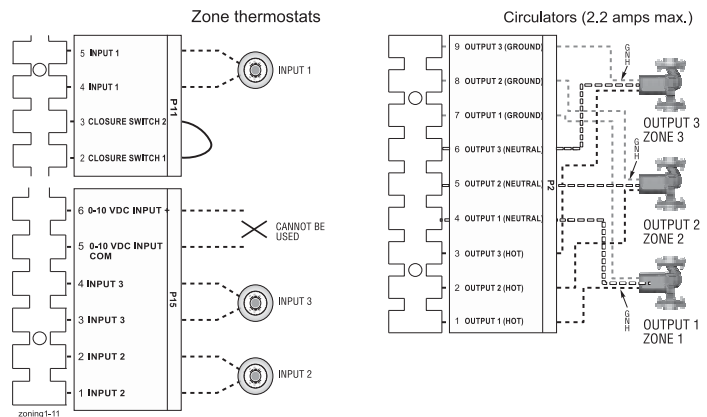 Zone thermostats
5 INPUT 1
4 INPUT 1
3 CLOSURE SWITCH 2
2 CLOSURE SWITCH 1
P11
INPUT 1
6 0-10 VDC INPUT +
5 0-10 VDC INPUT
COM
4 INPUT 3
3 INPUT 3
2 INPUT 2
1 INPUT 2
P15
CANNOT BE
USED
INPUT 3
INPUT 2
zoning1-11
Circulators (2.2 amps max.)
9 OUTPUT 3 (GROUND)
8 OUTPUT 2 (GROUND)
7 OUTPUT 1 (GROUND)
6 OUTPUT 3 (NEUTRAL)
5 OUTPUT 2 (NEUTRAL)
4 OUTPUT 1 (NEUTRAL)
3 OUTPUT 3 (HOT)
2 OUTPUT 2 (HOT)
1 OUTPUT 1 (HOT)
P2
GNH
OUTPUT 3
ZONE 3
GNH
OUTPUT 2
ZONE 2
GNH
OUTPUT 1
ZONE 1